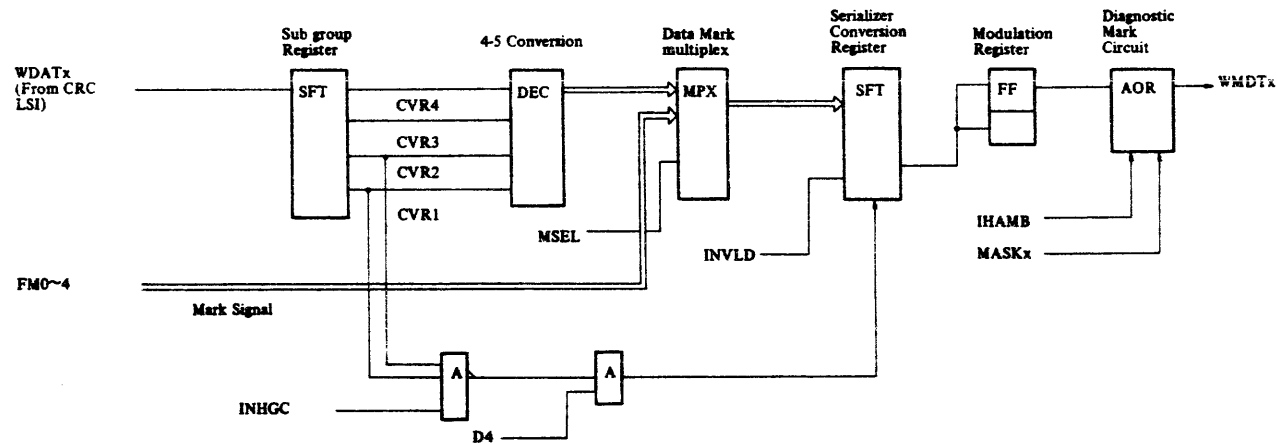 Sub group
Register
4-5 Conversion
Data Mark
multiplex
Serializer
Conversion
Register
Modulation
Register
Diagnostic
Mark
Circuit
WDATx
(From CRC
LSI)
SFT
DEC
MPX
SFT
FF
AOR
WMDTx
CVR4
CVR3
CVR2
CVR1
MSEL
INVLD
IHAMB
MASKx
FM0~4
Mark Signal
A
A
INHGC
D4